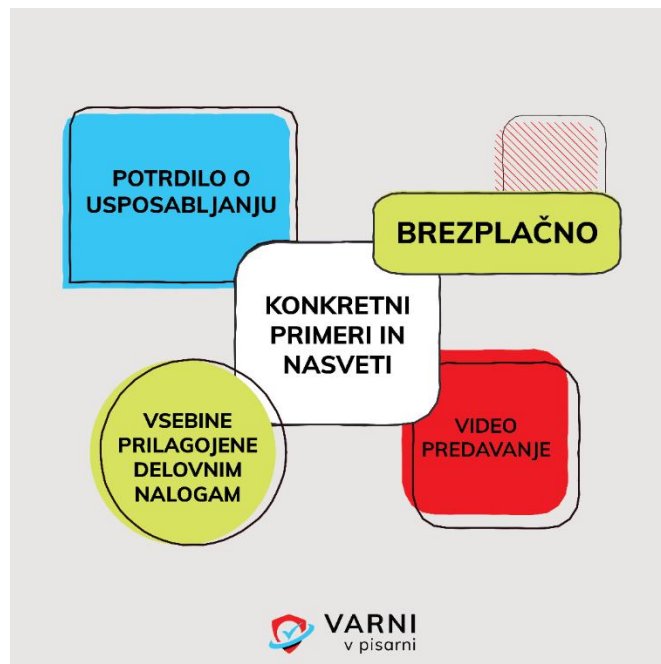 POTRDILO O
USPOSABLJANJU
BREZPLAČNO
KONKRETNI
PRIMERI IN
NASVETI
VSEBINE
PRILAGOJENE
DELOVNIM
NALOGAM
VIDEO
PREDAVANJE
VARNI
v pisarni